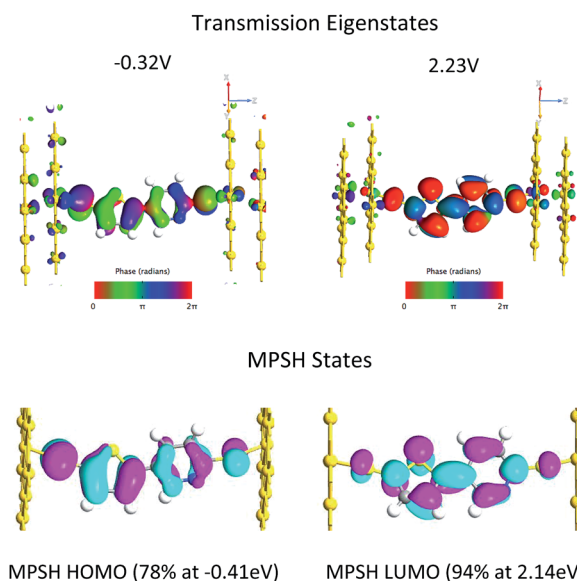 Transmission Eigenstates
-0.32V
2.23V
X
Z
Y
X
Z
Y
Phase (radians)
0 π 2π
Phase (radians)
0 π 2π
MPSH States
MPSH HOMO (78% at -0.41eV)
MPSH LUMO (94% at 2.14eV